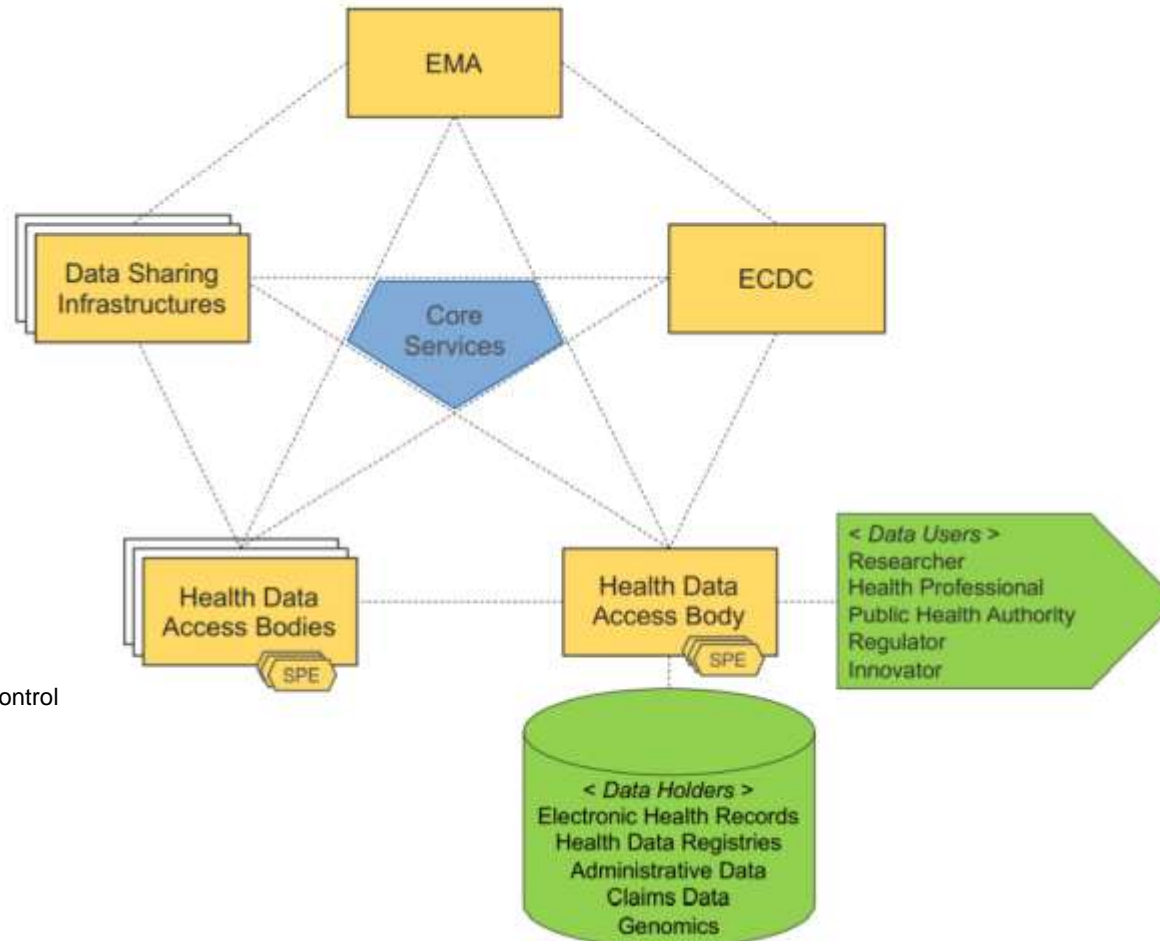 EMA
Data Sharing
Infrastructures
ECDC
Core
Services
Health Data
Access Bodies
SPE
Health Data
Access Body
SPE
< Data Users >
Researcher
Health Professional
Public Health Authority
Regulator
Innovator
ontrol
< Data Holders >
Electronic Health Records
Health Data Registries
Administrative Data
Claims Data
Genomics